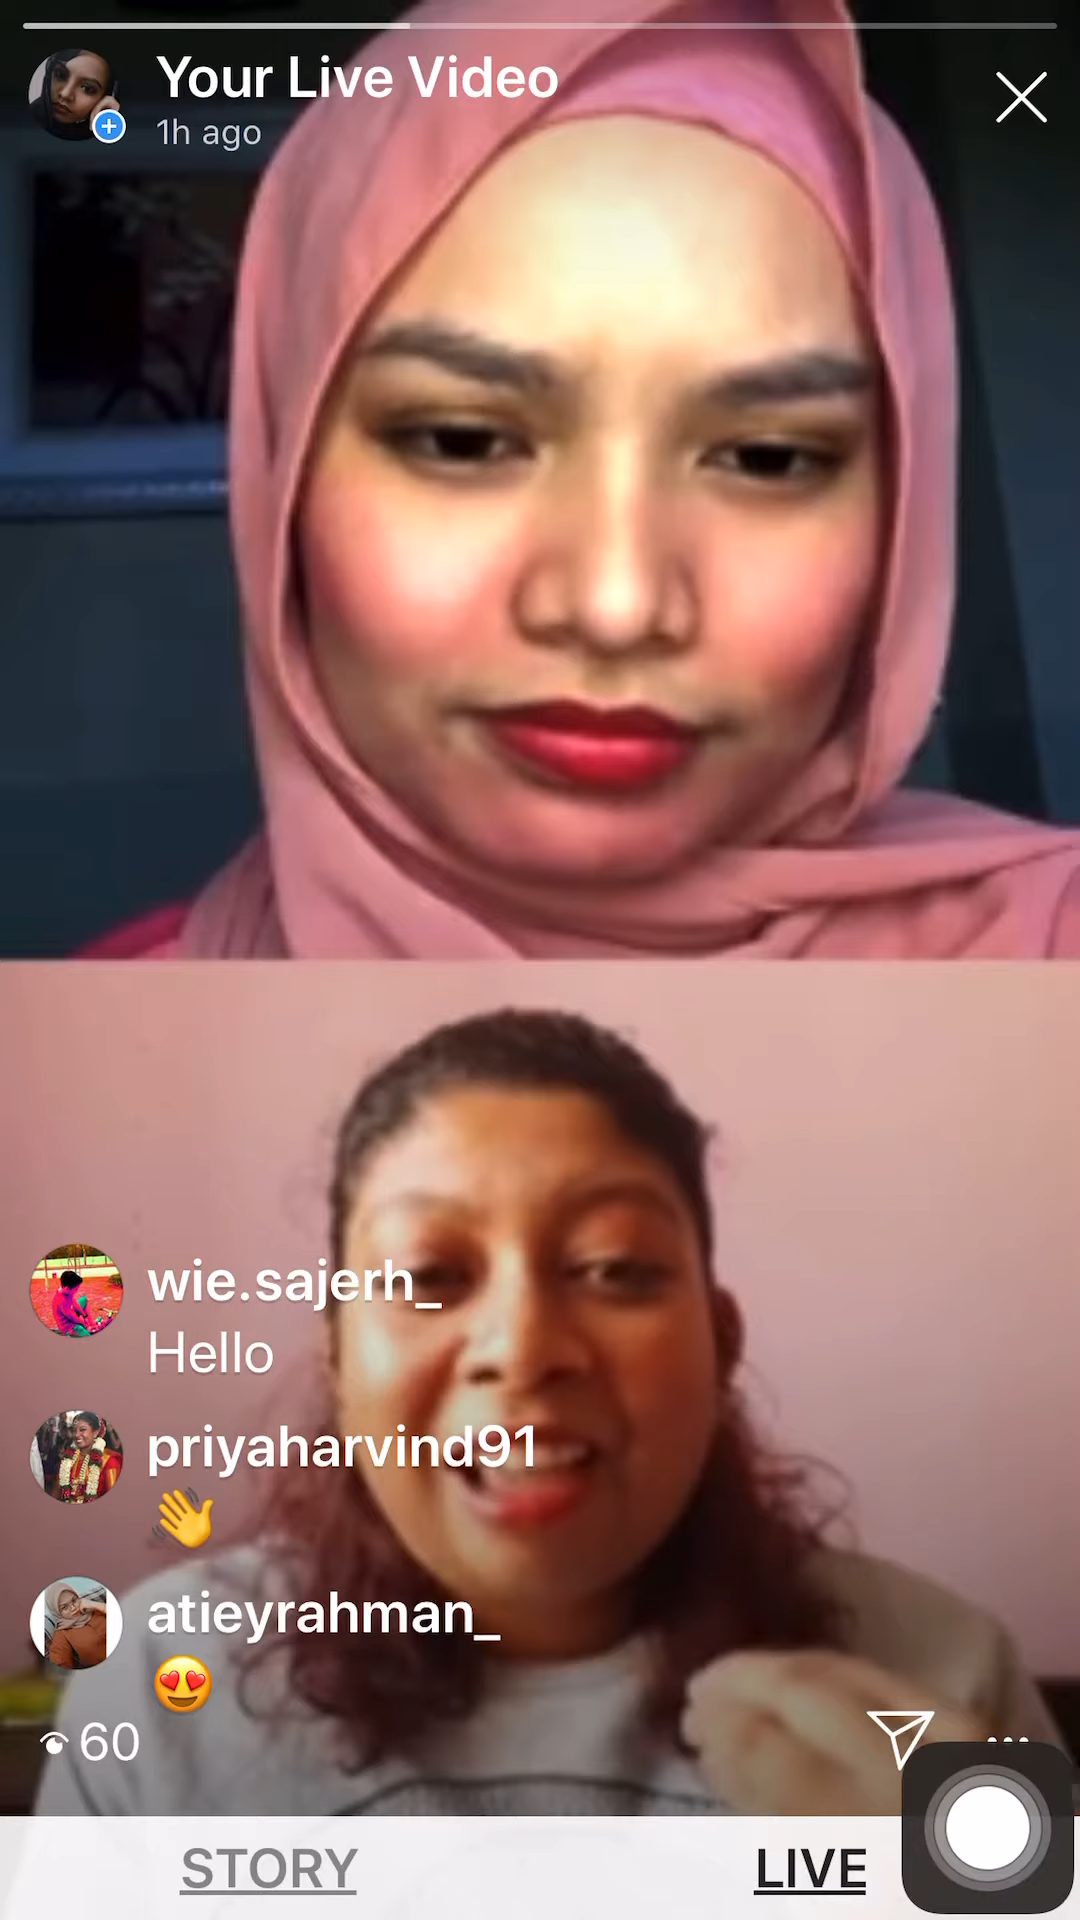 Your Live Video
1h ago
wie.sajerh_
Hello
priyaharvind91
👋
atieyrahman_
😍
60
STORY
LIVE